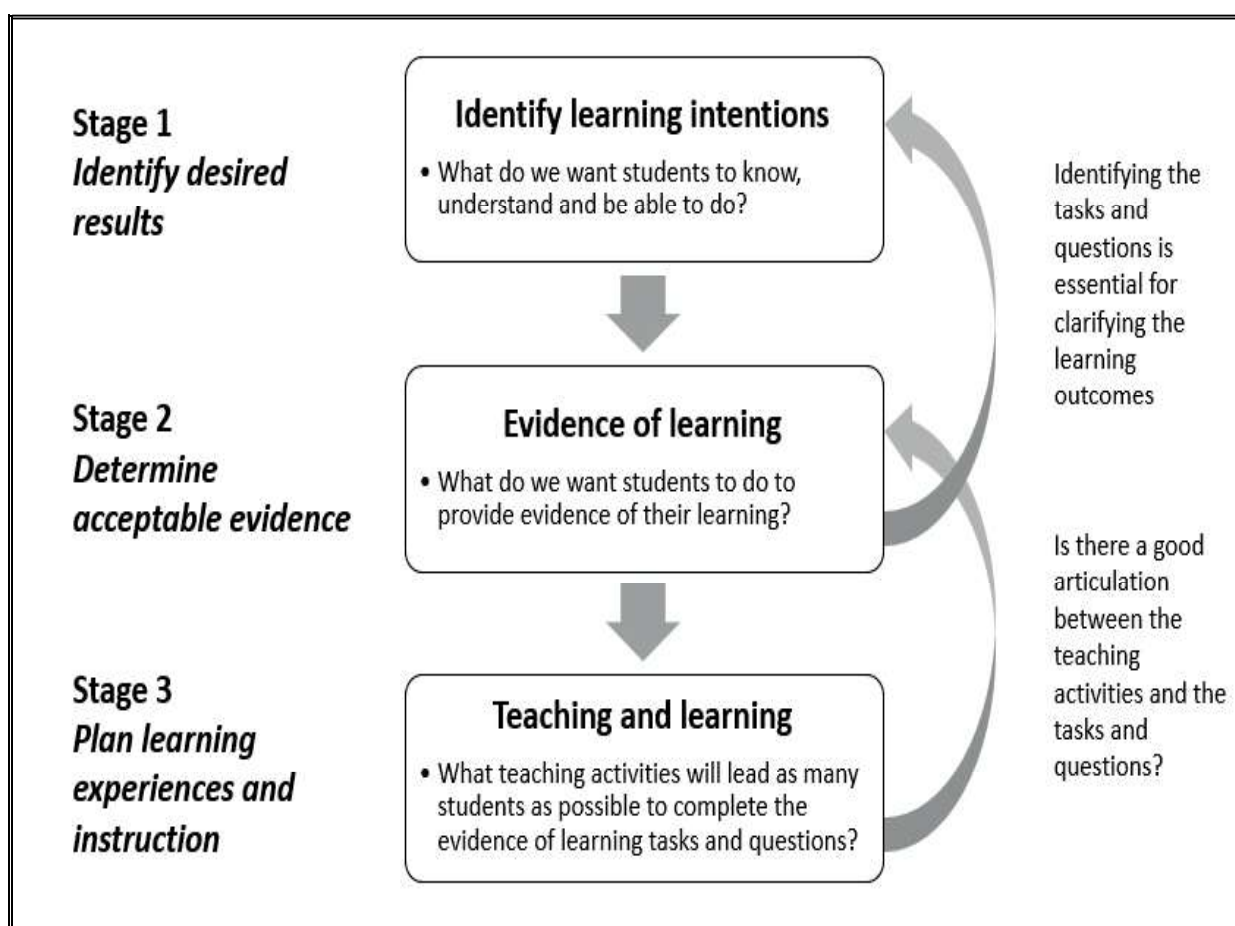 Stage 1
Identify desired
results
Identify learning intentions
• What do we want students to know,
understand and be able to do?
Identifying the
tasks and
questions is
essential for
clarifying the
learning
outcomes
Stage 2
Determine
acceptable evidence
Evidence of learning
• What do we want students to do to
provide evidence of their learning?
Is there a good
articulation
between the
teaching
activities and the
tasks and
questions?
Stage 3
Plan learning
experiences and
instruction
Teaching and learning
• What teaching activities will lead as many
students as possible to complete the
evidence of learning tasks and questions?